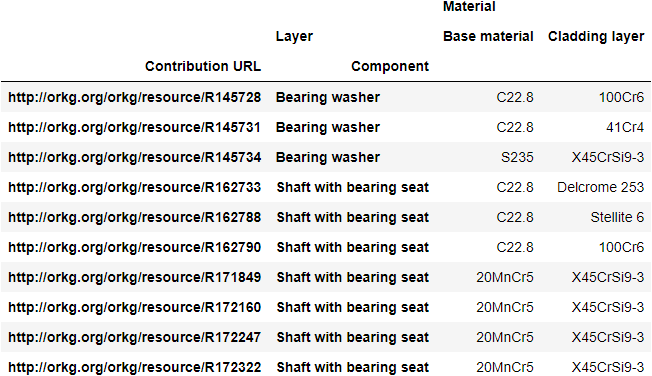 Material
Layer Base material Cladding layer
Contribution URL Component
http://orkg.org/orkg/resource/R145728 Bearing washer C22.8 100Cr6
http://orkg.org/orkg/resource/R145731 Bearing washer C22.8 41Cr4
http://orkg.org/orkg/resource/R145734 Bearing washer S235 X45CrSi9-3
http://orkg.org/orkg/resource/R162733 Shaft with bearing seat C22.8 Delcrome 253
http://orkg.org/orkg/resource/R162788 Shaft with bearing seat C22.8 Stellite 6
http://orkg.org/orkg/resource/R162790 Shaft with bearing seat C22.8 100Cr6
http://orkg.org/orkg/resource/R171849 Shaft with bearing seat 20MnCr5 X45CrSi9-3
http://orkg.org/orkg/resource/R172160 Shaft with bearing seat 20MnCr5 X45CrSi9-3
http://orkg.org/orkg/resource/R172247 Shaft with bearing seat 20MnCr5 X45CrSi9-3
http://orkg.org/orkg/resource/R172322 Shaft with bearing seat 20MnCr5 X45CrSi9-3